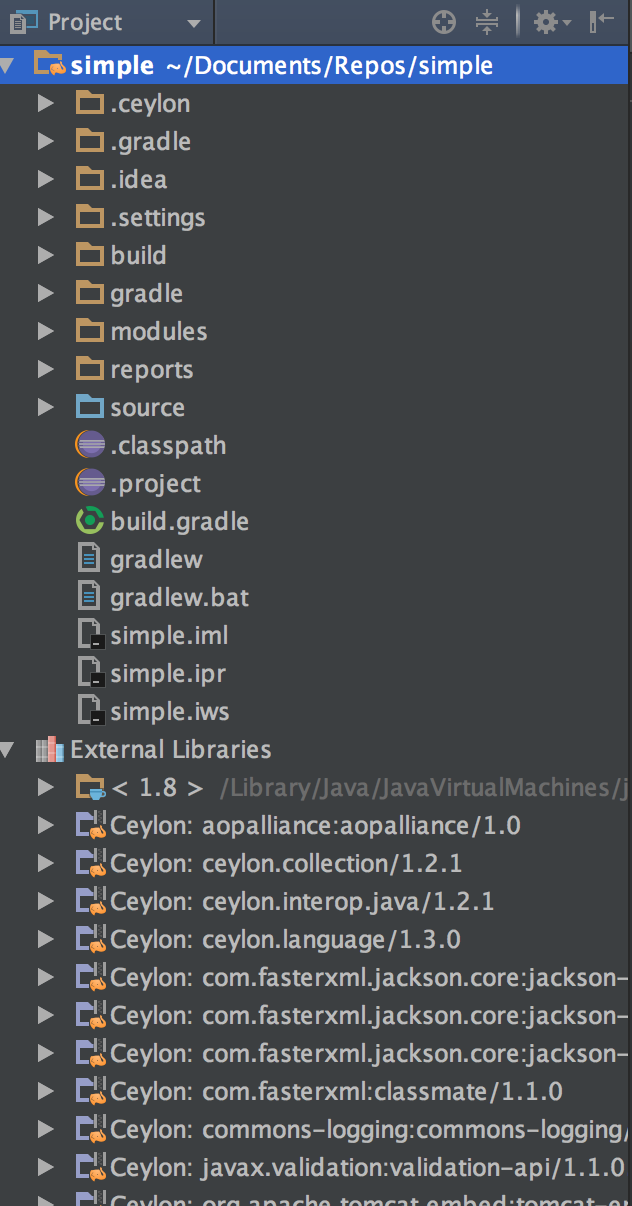 Project
simple ~/Documents/Repos/simple
.ceylon
.gradle
.idea
.settings
build
gradle
modules
reports
source
.classpath
.project
build.gradle
gradlew
gradlew.bat
simple.iml
simple.ipr
simple.iws
External Libraries
< 1.8 > /Library/Java/JavaVirtualMachines/j
Ceylon: aopalliance:aopalliance/1.0
Ceylon: ceylon.collection/1.2.1
Ceylon: ceylon.interop.java/1.2.1
Ceylon: ceylon.language/1.3.0
Ceylon: com.fasterxml.jackson.core:jackson-
Ceylon: com.fasterxml.jackson.core:jackson-
Ceylon: com.fasterxml.jackson.core:jackson-
Ceylon: com.fasterxml:classmate/1.1.0
Ceylon: commons-logging:commons-logging/
Ceylon: javax.validation:validation-api/1.1.0
Ceylon: org.apache.tomcat.embed:tomcat-e